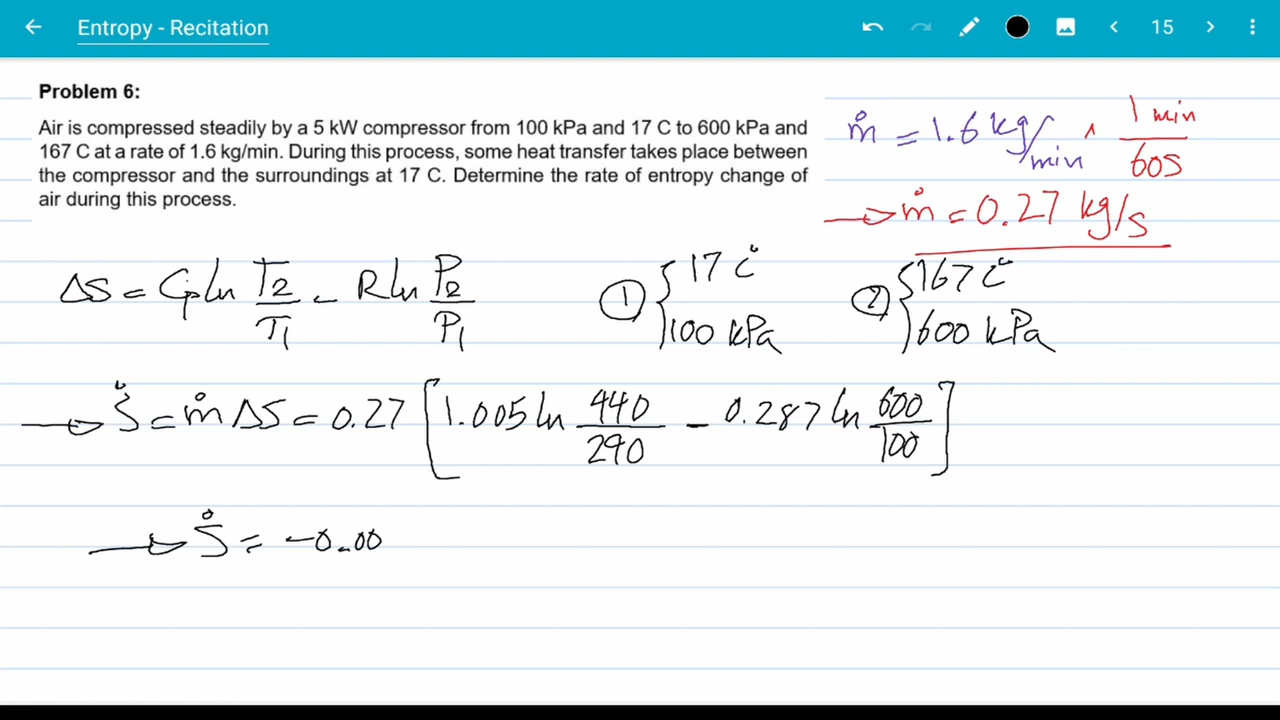 Entropy - Recitation
15
Problem 6:
Air is compressed steadily by a 5 kW compressor from 100 kPa and 17 C to 600 kPa and
167 C at a rate of 1.6 kg/min. During this process, some heat transfer takes place between
the compressor and the surroundings at 17 C. Determine the rate of entropy change of
air during this process.
ṁ = 1.6 kg/min × 1 min/60s
→ ṁ = 0.27 kg/s
ΔS = Cp ln T2/T1 - R ln P2/P1
① { 17 C° 100 kPa
② { 167 C° 600 kPa
→ Ṡ = ṁ ΔS = 0.27 [1.005 ln 440/290 - 0.287 ln 600/100]
→ Ṡ = -0.00